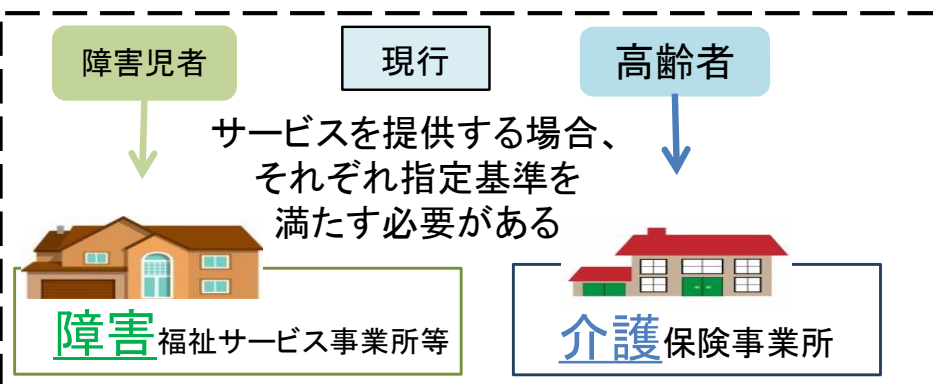 障害児者
現行
高齢者
サービスを提供する場合、
それぞれ指定基準を
満たす必要がある
障害福祉サービス事業所等
介護保険事業所